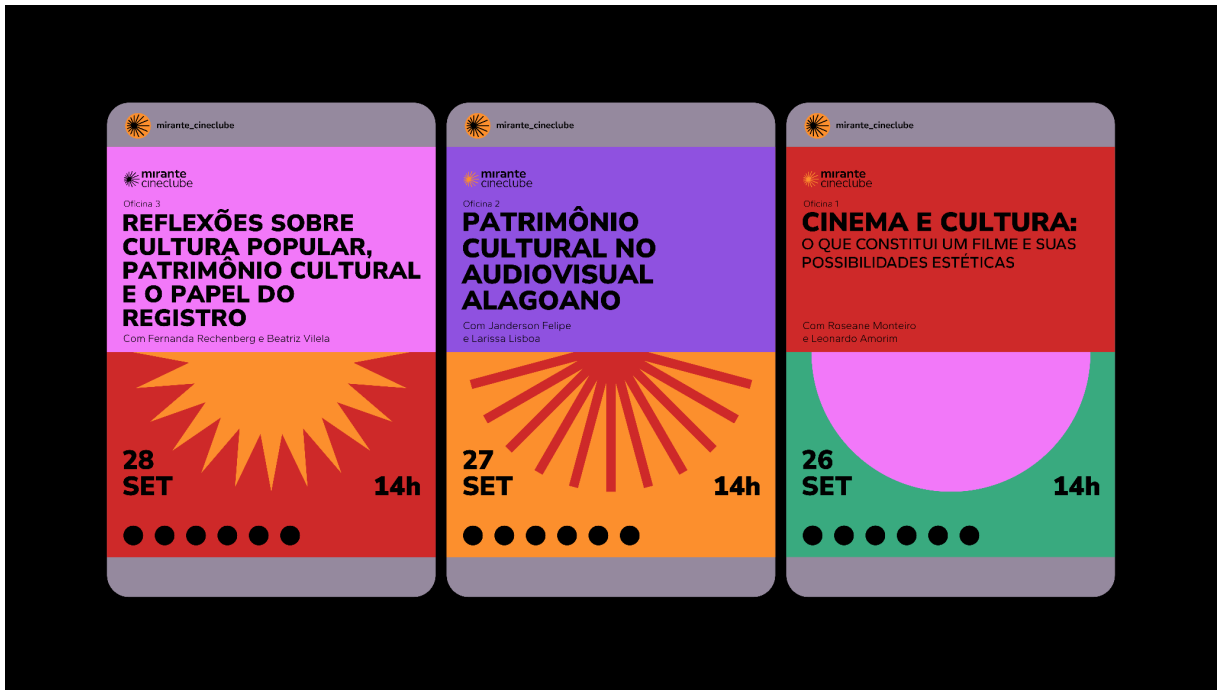 mirante_cineclube
mirante
cineclube
Oficina 3
REFLEXÕES SOBRE
CULTURA POPULAR,
PATRIMÔNIO CULTURAL
E O PAPEL DO
REGISTRO
Com Fernanda Rechenberg e Beatriz Vilela
28
SET
14h
mirante_cineclube
mirante
cineclube
Oficina 2
PATRIMÔNIO
CULTURAL NO
AUDIOVISUAL
ALAGOANO
Com Janderson Felipe
e Larissa Lisboa
27
SET
14h
mirante_cineclube
mirante
cineclube
Oficina 1
CINEMA E CULTURA:
O QUE CONSTITUI UM FILME E SUAS
POSSIBILIDADES ESTÉTICAS
Com Roseane Monteiro
e Leonardo Amorim
26
SET
14h